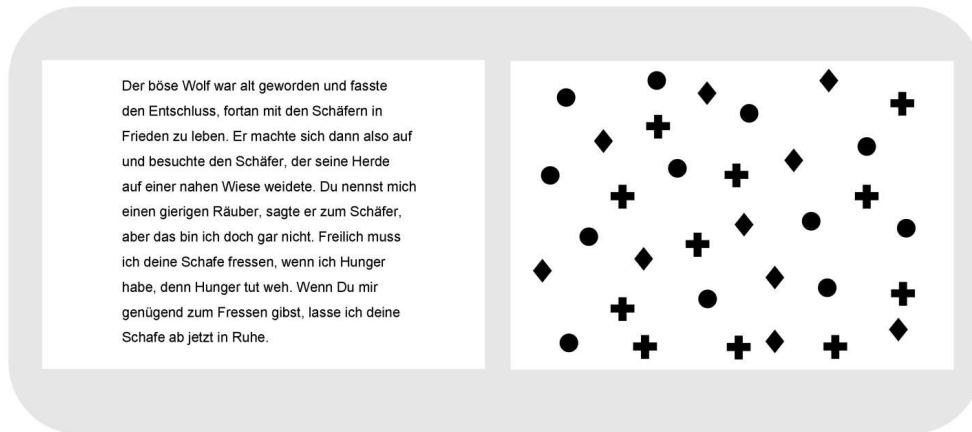 Der böse Wolf war alt geworden und fasste
den Entschluss, fortan mit den Schäfern in
Frieden zu leben. Er machte sich dann also auf
und besuchte den Schäfer, der seine Herde
auf einer nahen Wiese weidete. Du nennst mich
einen gierigen Räuber, sagte er zum Schäfer,
aber das bin ich doch gar nicht. Freilich muss
ich deine Schafe fressen, wenn ich Hunger
habe, denn Hunger tut weh. Wenn Du mir
genügend zum Fressen gibst, lasse ich deine
Schafe ab jetzt in Ruhe.